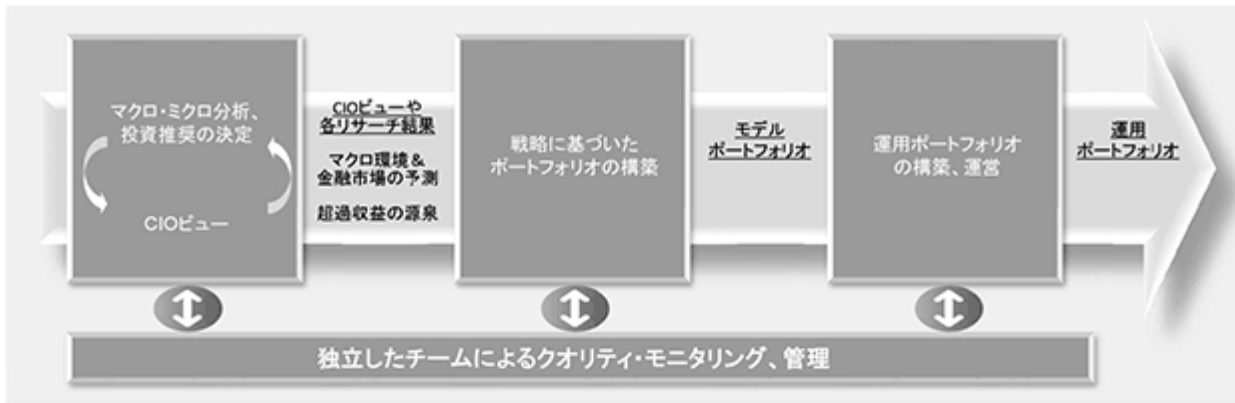 マクロ・ミクロ分析、
投資推奨の決定
CIOビュー
CIOビューや
各リサーチ結果
マクロ環境＆
金融市場の予測
超過収益の源泉
戦略に基づいた
ポートフォリオの構築
モデル
ポートフォリオ
運用ポートフォリオ
の構築、運営
運用
ポートフォリオ
独立したチームによるクオリティ・モニタリング、管理